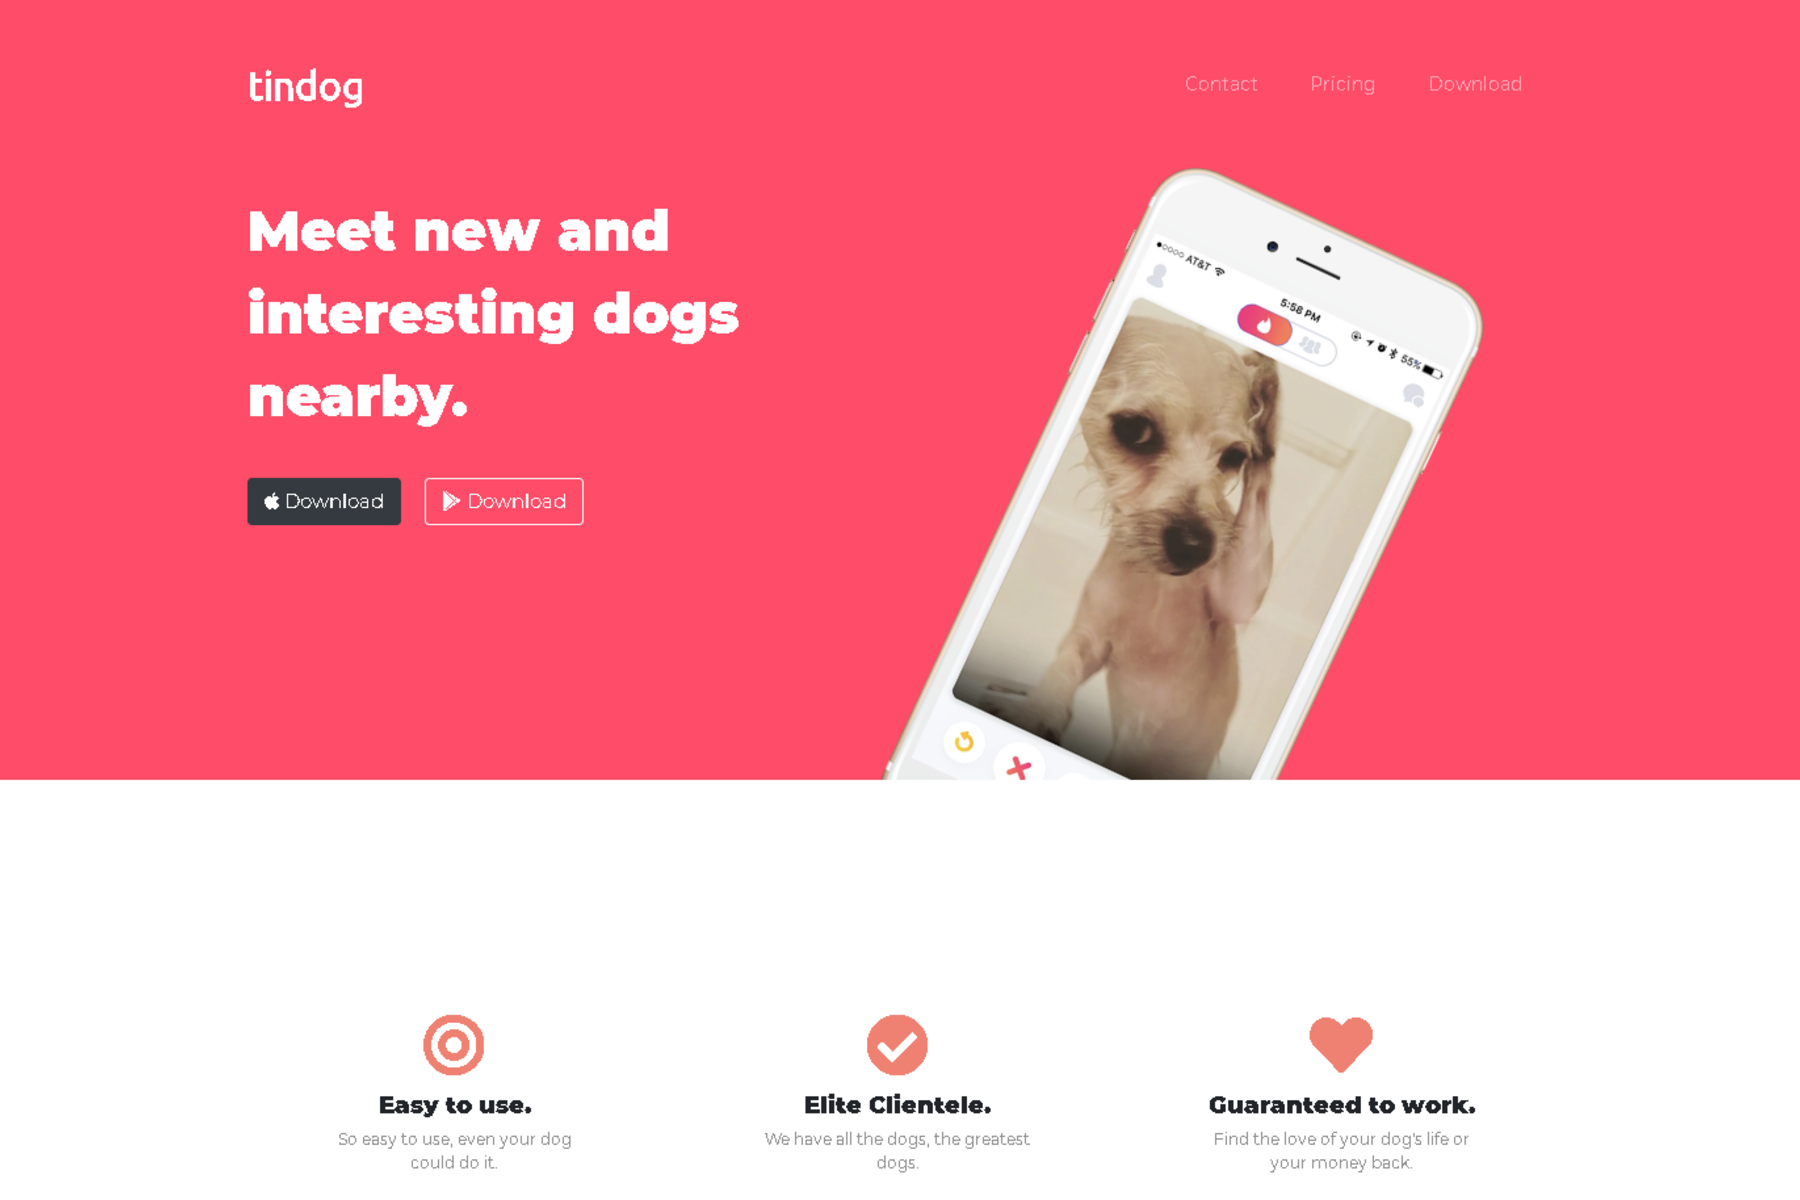 tindog
Contact Pricing Download
Meet new and
interesting dogs
nearby.
Download Download
AT&T
5:58 PM
55%
Easy to use.
So easy to use, even your dog
could do it.
Elite Clientele.
We have all the dogs, the greatest
dogs.
Guaranteed to work.
Find the love of your dog's life or
your money back.